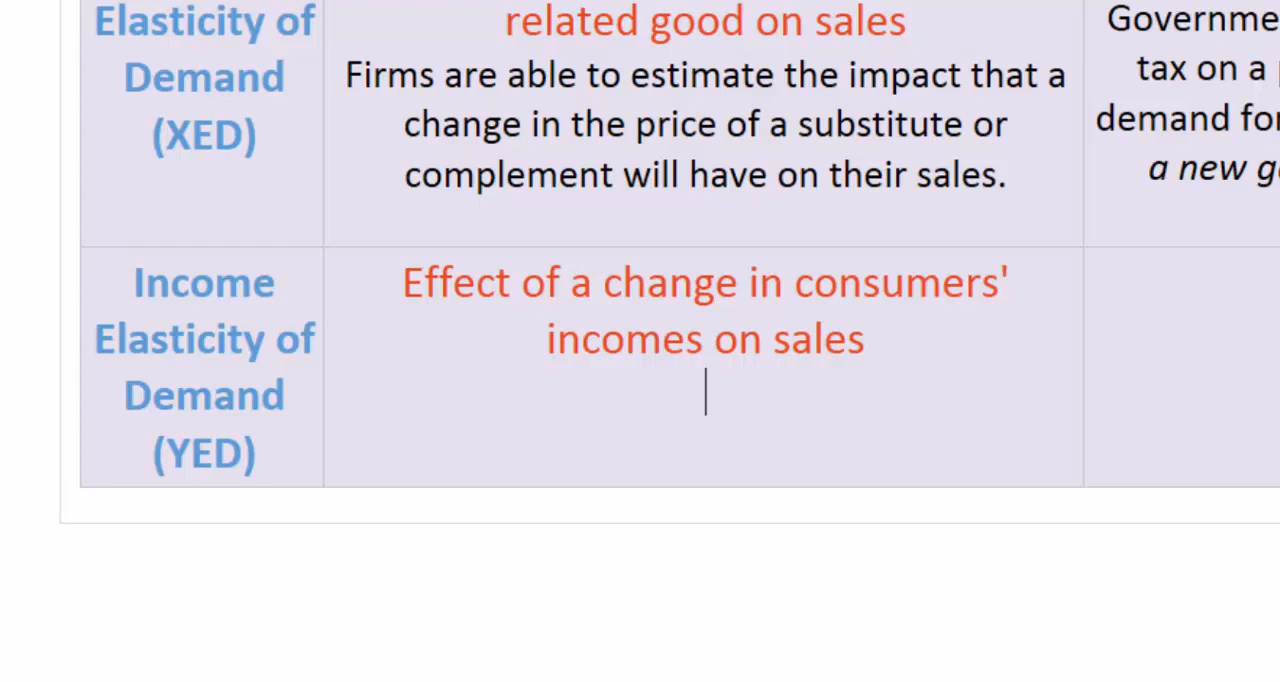 Elasticity of
Demand
(XED)
related good on sales
Firms are able to estimate the impact that a
change in the price of a substitute or
complement will have on their sales.
Governme
tax on a
demand for
a new g
Income
Elasticity of
Demand
(YED)
Effect of a change in consumers'
incomes on sales